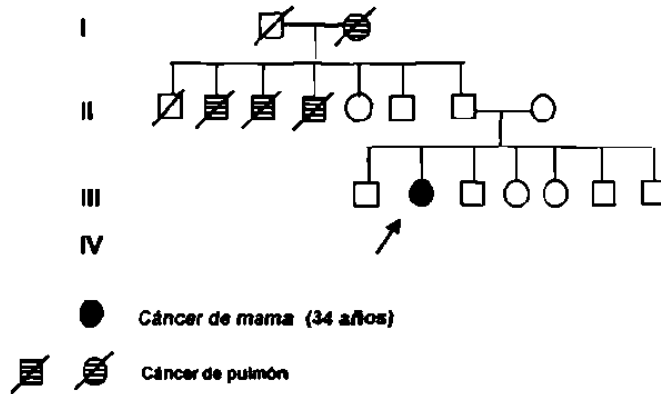 I
II
III
IV
Cáncer de mama (34 años)
Cáncer de pulmón